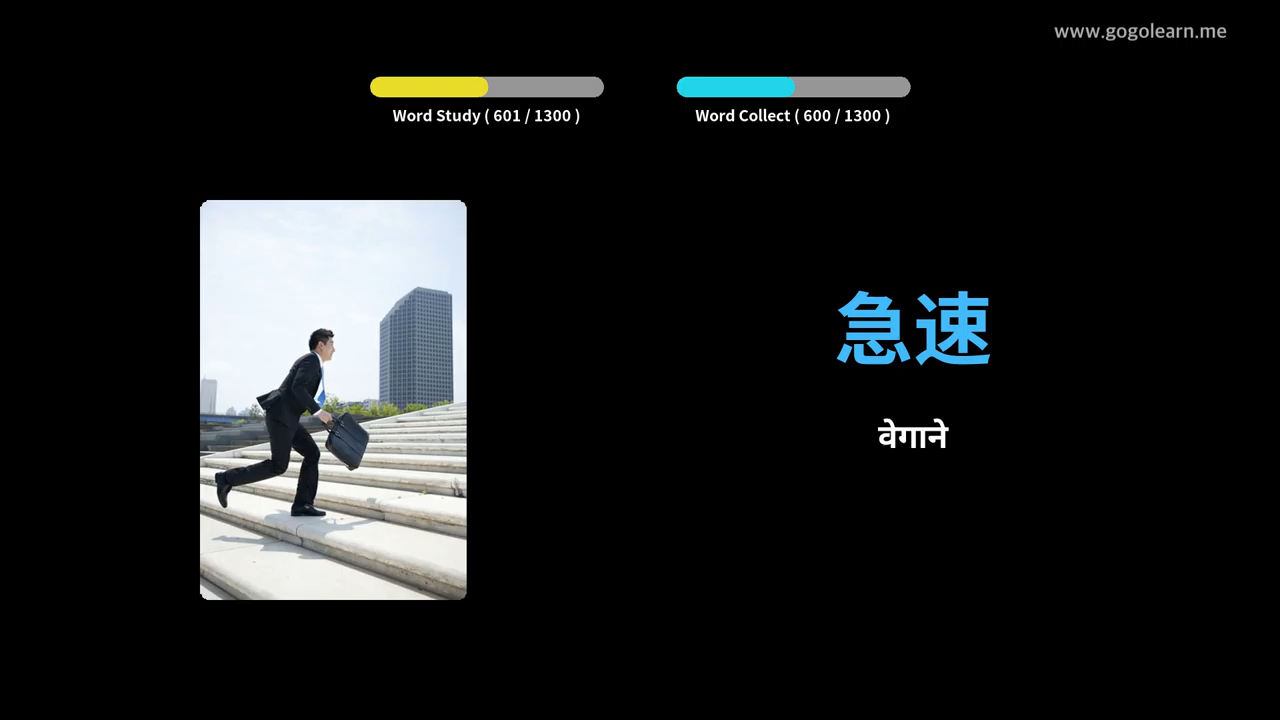 www.gogolearn.me
Word Study ( 601 / 1300 )
Word Collect ( 600 / 1300 )
急速
वेगाने